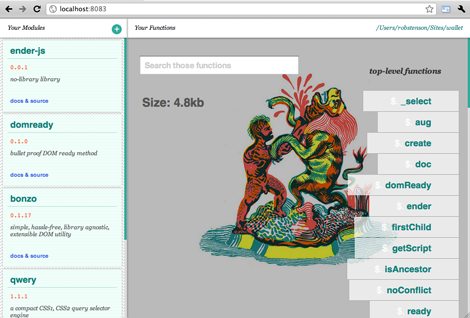 localhost:8083
Your Modules
Your Functions
/Users/robstenson/Sites/wallet
ender-js
0.0.1
no-library library
docs & source
domready
0.1.0
bullet proof DOM ready method
docs & source
bonzo
0.1.17
simple, hassle-free, library agnostic,
extensible DOM utility
docs & source
qwery
1.1.1
a compact CSS1, CSS2 query selector
engine
Search those functions
Size: 4.8kb
top-level functions
$._select
$.aug
$.create
$.doc
$.domReady
$.ender
$.firstChild
$.getScript
$.isAncestor
$.noConflict
$.ready